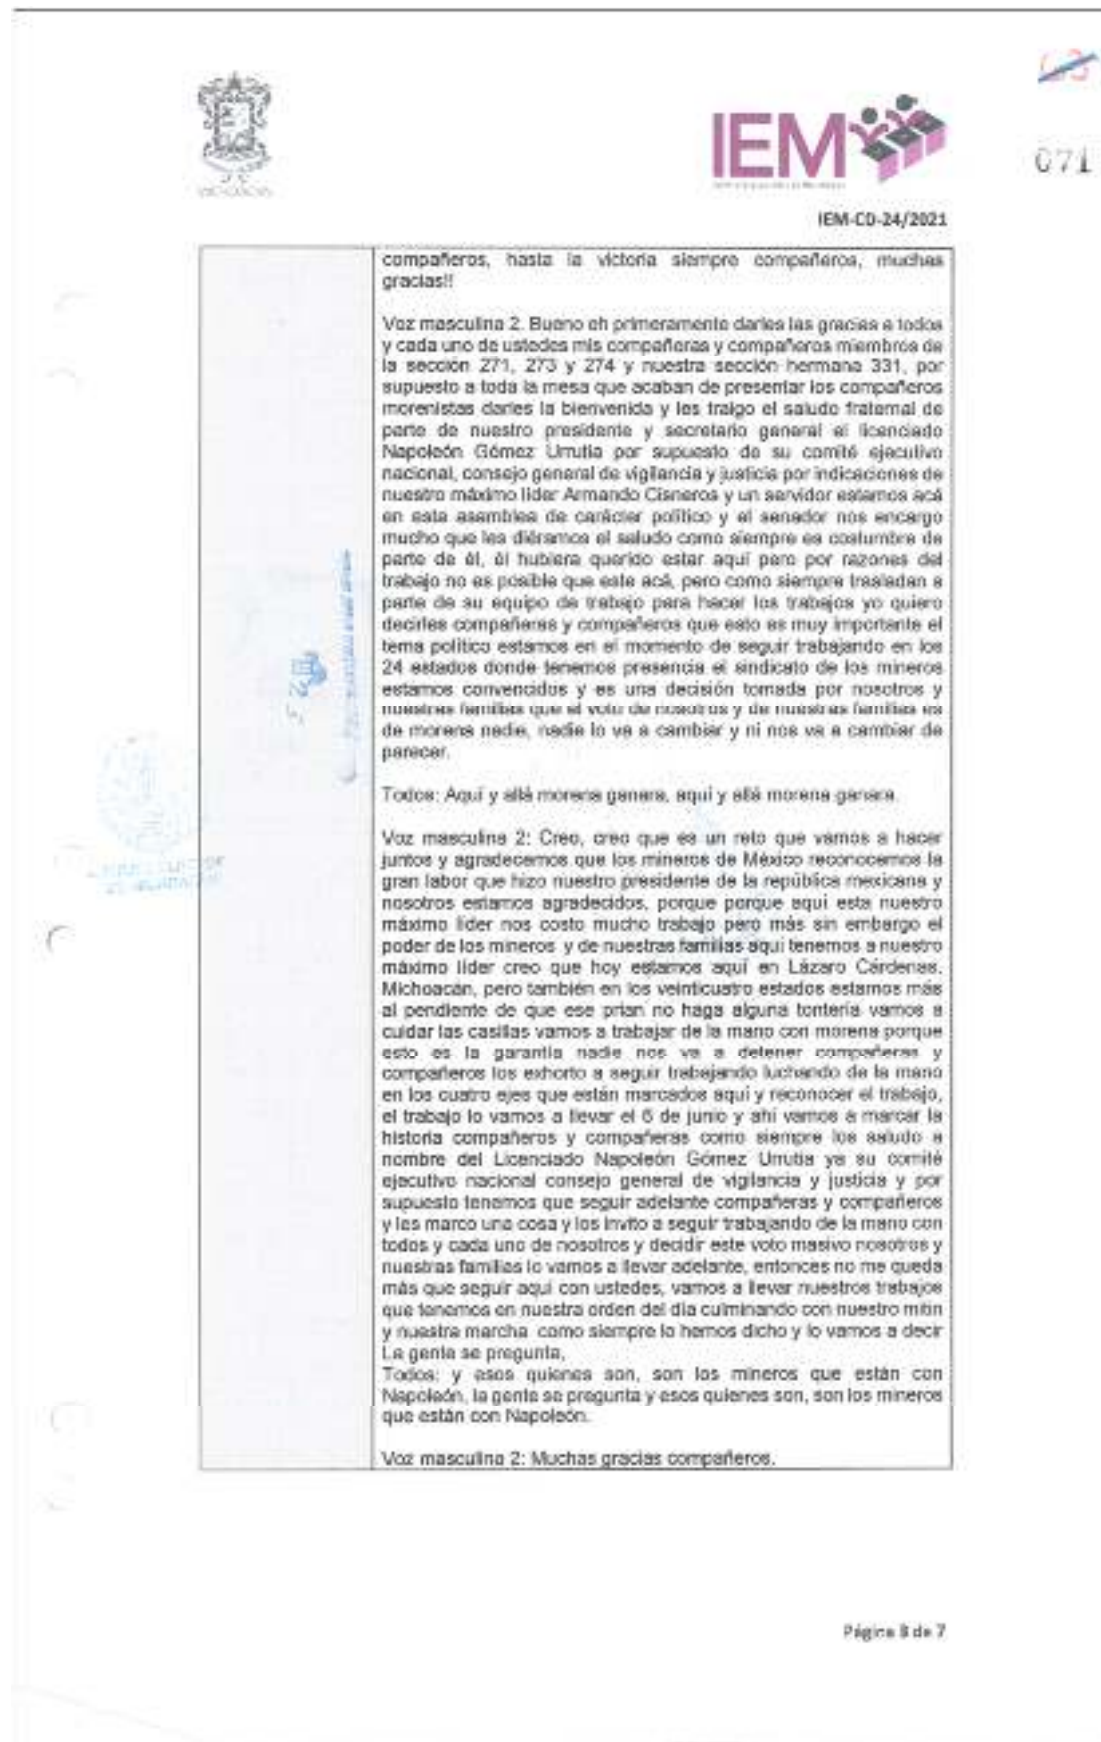 IEM
071
IEM-CD-24/2021
compañeros, hasta la victoria siempre compañeros, muchas
gracias!!
Voz masculina 2. Bueno eh primeramente darles las gracias a todos
y cada uno de ustedes mis compañeras y compañeros miembros de
la sección 271, 273 y 274 y nuestra sección hermana 331, por
supuesto a toda la mesa que acaban de presentar los compañeros
morenistas darles la bienvenida y les traigo el saludo fraternal de
parte de nuestro presidente y secretario general el licenciado
Napoleón Gómez Urrutia por supuesto de su comité ejecutivo
nacional, consejo general de vigilancia y justicia por indicaciones de
nuestro máximo líder Armando Cisneros y un servidor estamos acá
en esta asamblea de carácter político y el senador nos encargo
mucho que les diéramos el saludo como siempre es costumbre de
parte de él, él hubiera querido estar aquí pero por razones del
trabajo no es posible que este acá, pero como siempre trasladan a
parte de su equipo de trabajo para hacer los trabajos yo quiero
decirles compañeras y compañeros que esto es muy importante el
tema político estamos en el momento de seguir trabajando en los
24 estados donde tenemos presencia el sindicato de los mineros
estamos convencidos y es una decisión tomada por nosotros y
nuestras familias que el voto de nosotros y de nuestras familias es
de morena nadie, nadie lo va a cambiar y ni nos va a cambiar de
parecer.
Todos: Aquí y allá morena ganara, aquí y allá morena ganara.
Voz masculina 2: Creo, creo que es un reto que vamos a hacer
juntos y agradecemos que los mineros de México reconocemos la
gran labor que hizo nuestro presidente de la república mexicana y
nosotros estamos agradecidos, porque porque aquí esta nuestro
máximo líder nos costo mucho trabajo pero más sin embargo el
poder de los mineros y de nuestras familias aquí tenemos a nuestro
máximo líder creo que hoy estamos aquí en Lázaro Cárdenas,
Michoacán, pero también en los veinticuatro estados estamos más
al pendiente de que ese prian no haga alguna tontería vamos a
cuidar las casillas vamos a trabajar de la mano con morena porque
esto es la garantía nadie nos va a detener compañeras y
compañeros los exhorto a seguir trabajando luchando de la mano
en los cuatro ejes que están marcados aquí y reconocer el trabajo,
el trabajo lo vamos a llevar el 6 de junio y ahí vamos a marcar la
historia compañeros y compañeras como siempre los saludo a
nombre del Licenciado Napoleón Gómez Urrutia ya su comité
ejecutivo nacional consejo general de vigilancia y justicia y por
supuesto tenemos que seguir adelante compañeras y compañeros
y les marco una cosa y los invito a seguir trabajando de la mano con
todos y cada uno de nosotros y decidir este voto masivo nosotros y
nuestras familias lo vamos a llevar adelante, entonces no me queda
más que seguir aquí con ustedes, vamos a llevar nuestros trabajos
que tenemos en nuestra orden del día culminando con nuestro mitin
y nuestra marcha como siempre lo hemos dicho y lo vamos a decir
La gente se pregunta,
Todos: y esos quienes son, son los mineros que están con
Napoleón, la gente se pregunta y esos quienes son, son los mineros
que están con Napoleón.
Voz masculina 2: Muchas gracias compañeros.
Página 3 de 7